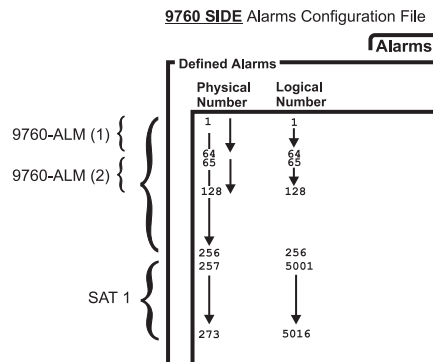 9760 SIDE Alarms Configuration File
Alarms
Defined Alarms
Physical Number
Logical Number
9760-ALM (1)
1 1
64 64
9760-ALM (2)
65 65
128 128
256 256
SAT 1
257 5001
273 5016